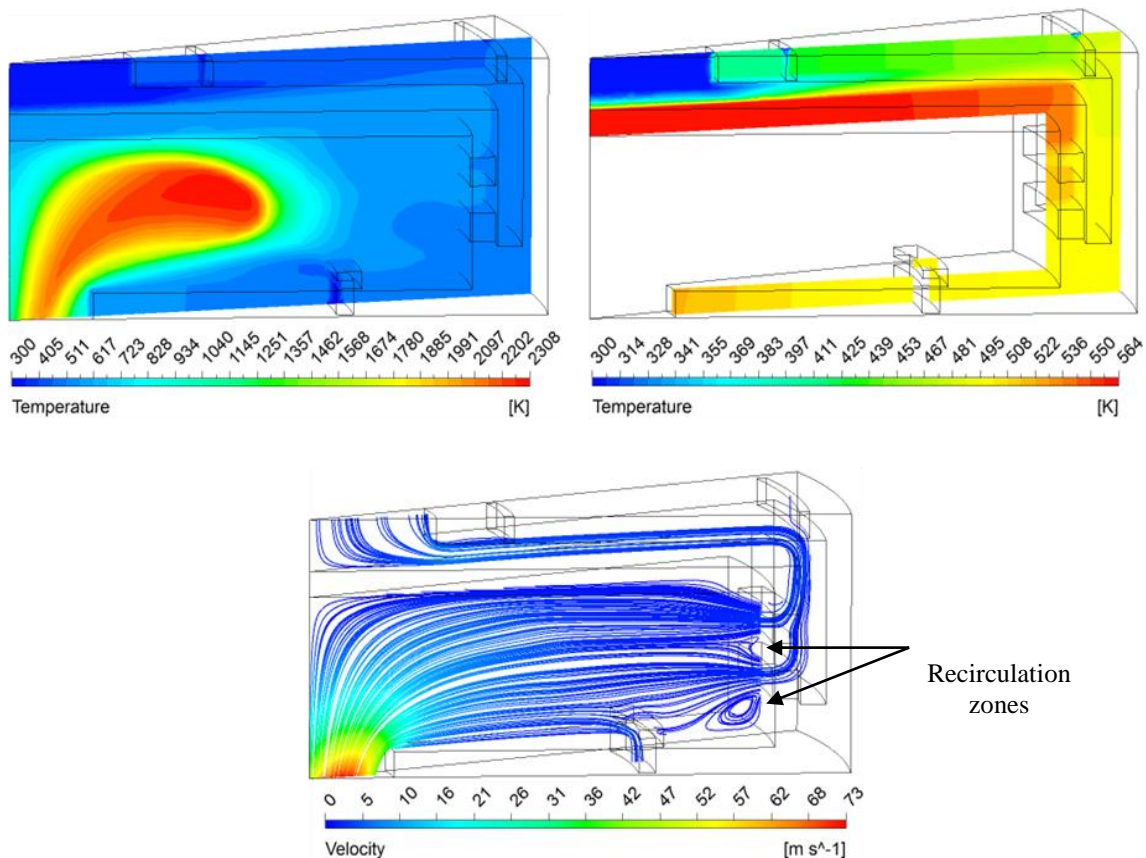 300 405 511 617 723 828 934 1040 1145 1251 1357 1462 1568 1674 1780 1885 1991 2097 2202 2308
Temperature [K]
300 314 328 341 355 369 383 397 411 425 439 453 467 481 495 508 522 536 550 564
Temperature [K]
Recirculation
zones
0 5 10 16 21 26 31 36 42 47 52 57 62 68 73
Velocity [m s^-1]